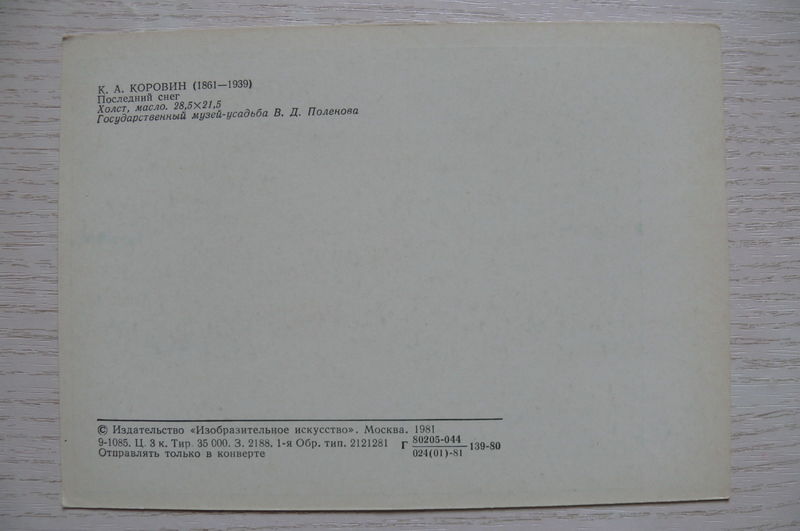 К. А. КОРОВИН (1861—1939)
Последний снег
Холст, масло. 28,5×21,5
Государственный музей-усадьба В. Д. Поленова
© Издательство «Изобразительное искусство». Москва. 1981
9-1085. Ц. 3 к. Тир. 35 000. З. 2188. 1-я Обр. тип. 2121281 Г 80205-044 / 024(01)-81 139-80
Отправлять только в конверте